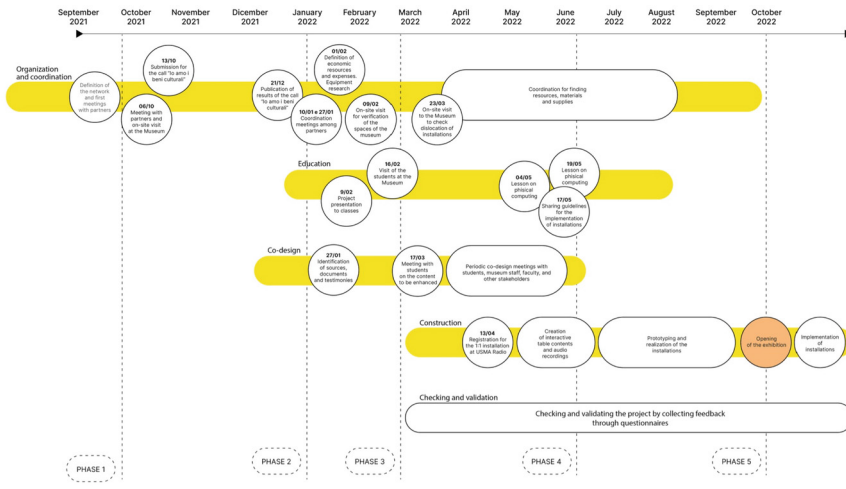 September
2021
October
2021
November
2021
Dicember
2021
January
2022
February
2022
March
2022
April
2022
May
2022
June
2022
July
2022
August
2022
September
2022
October
2022
Organization
and coordination
Definition of
the network and
first meetings
with partners
06/10
Meeting with
partners and
on-site visit
at the Museum
13/10
Submission for
the call "Io amo i
beni culturali"
21/12
Publication of
results of the call
"Io amo i beni
culturali"
10/01 e 27/01
Coordination
meetings among
partners
01/02
Definition of
economic
resources
and expenses.
Equipment
research
09/02
On-site visit
for verification
of the
spaces of the
museum
23/03
On-site visit
to the Museum
to check
dislocation of
installations
Coordination for finding
resources, materials
and supplies
Education
9/02
Project
presentation
to classes
16/02
Visit of the
students at the
Museum
04/05
Lesson on
phisical
computing
19/05
Lesson on
phisical
computing
17/05
Sharing guidelines
for the
implementation
of installations
Co-design
27/01
Identification
of sources,
documents
and testimonies
17/03
Meeting with
students
on the content
to be enhanced
Periodic co-design meetings with
students, museum staff, faculty, and
other stakeholders
Construction
13/04
Registration for
the 1:1 installation
at USMA Radio
Creation
of interactive
table contents
and audio
recordings
Prototyping and
realization of the
installations
Opening
of the exhibition
Implementation
of
installations
Checking and validation
Checking and validating the project by collecting feedback
through questionnaires
PHASE 1
PHASE 2
PHASE 3
PHASE 4
PHASE 5